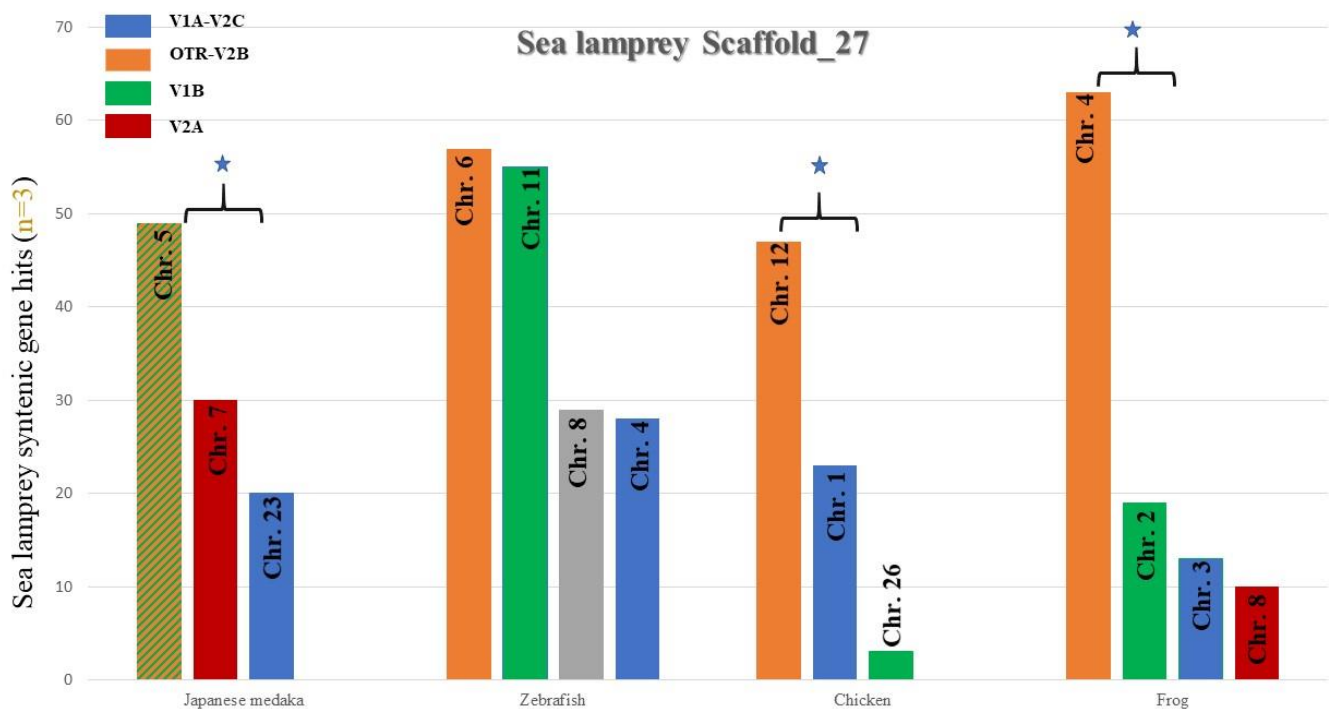 Sea lamprey Scaffold_27
V1A-V2C
OTR-V2B
V1B
V2A
Sea lamprey syntenic gene hits (n=3)
70
60
50
40
30
20
10
0
Chr. 5
Chr. 7
Chr. 23
Chr. 6
Chr. 11
Chr. 8
Chr. 4
Chr. 12
Chr. 1
Chr. 26
Chr. 4
Chr. 2
Chr. 3
Chr. 8
Japanese medaka
Zebrafish
Chicken
Frog